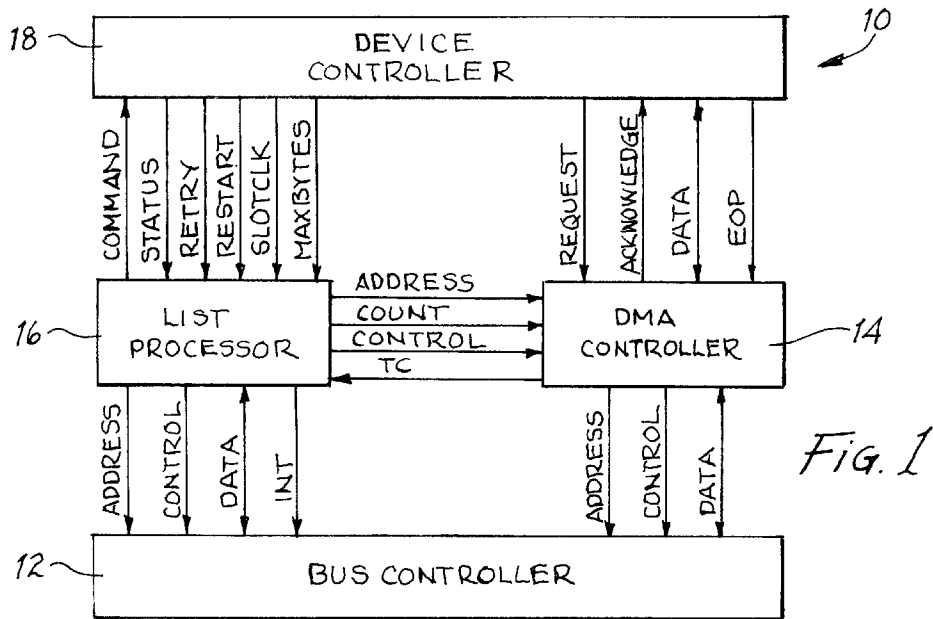 18
DEVICE
CONTROLLER
10
COMMAND
STATUS
RETRY
RESTART
SLOTCLK
MAXBYTES
REQUEST
ACKNOWLEDGE
DATA
EOP
16
LIST
PROCESSOR
ADDRESS
COUNT
CONTROL
TC
DMA
CONTROLLER
14
ADDRESS
CONTROL
DATA
INT
ADDRESS
CONTROL
DATA
FIG. 1
12
BUS CONTROLLER